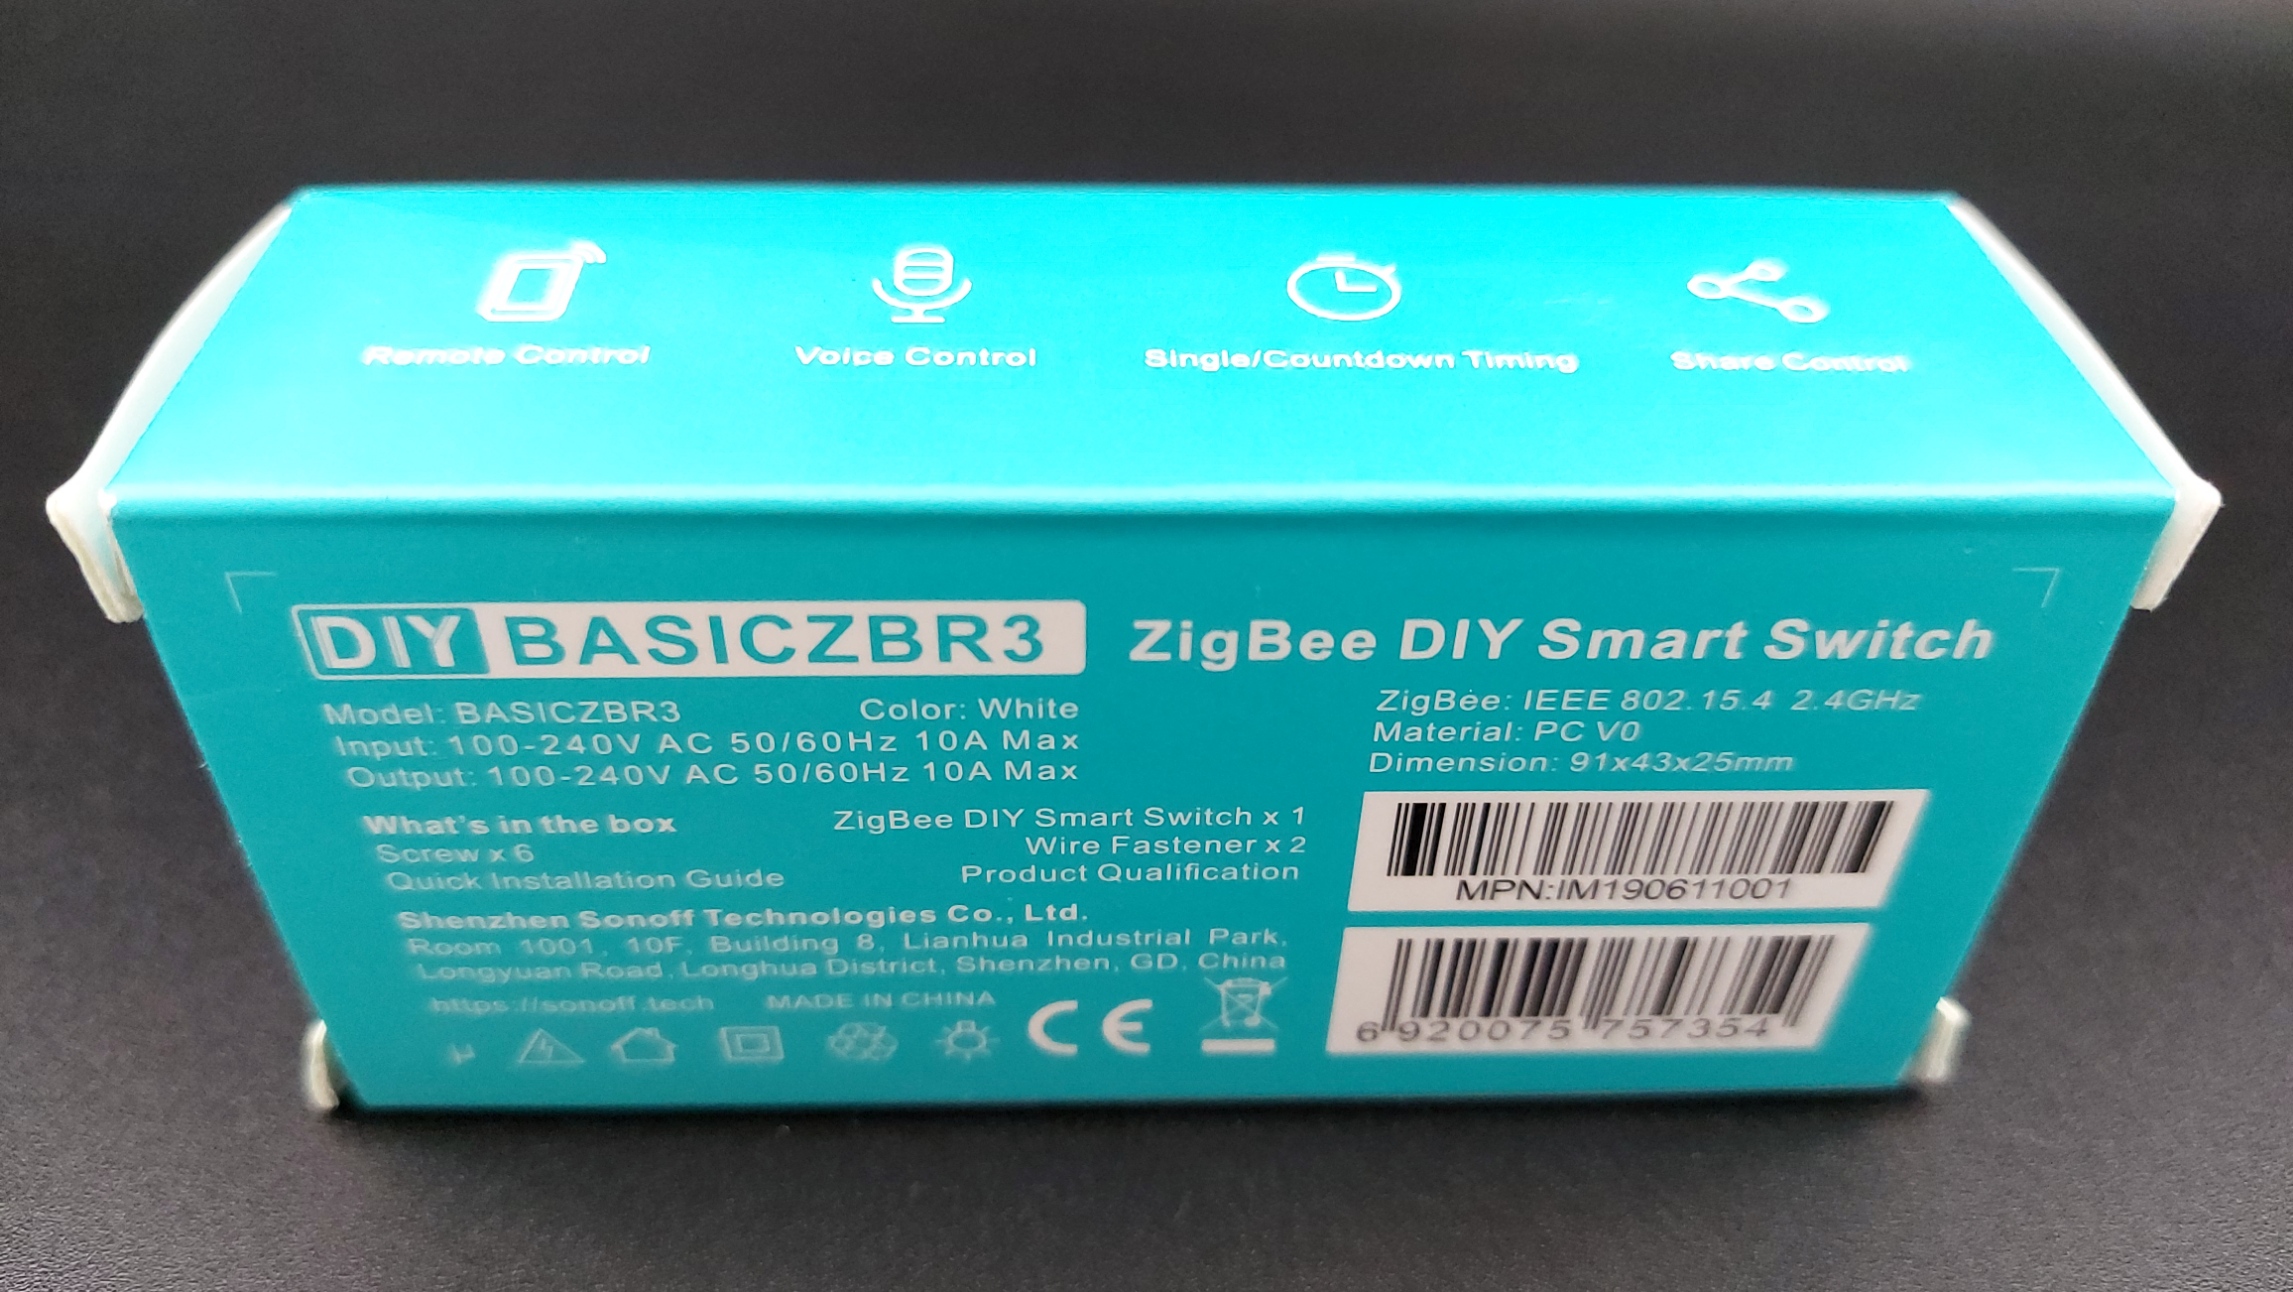 Remote Control
Voice Control
Single/Countdown Timing
Share Control
DIY BASICZBR3
ZigBee DIY Smart Switch
Model: BASICZBR3 Color: White
Input: 100-240V AC 50/60Hz 10A Max
Output: 100-240V AC 50/60Hz 10A Max
ZigBee: IEEE 802.15.4 2.4GHz
Material: PC V0
Dimension: 91x43x25mm
What's in the box ZigBee DIY Smart Switch x 1
Screw x 6 Wire Fastener x 2
Quick Installation Guide Product Qualification
Shenzhen Sonoff Technologies Co., Ltd.
Room 1001, 10F, Building 8, Lianhua Industrial Park,
Longyuan Road, Longhua District, Shenzhen, GD, China
https://sonoff.tech MADE IN CHINA
µ CE
MPN:IM190611001
6 920075 757354